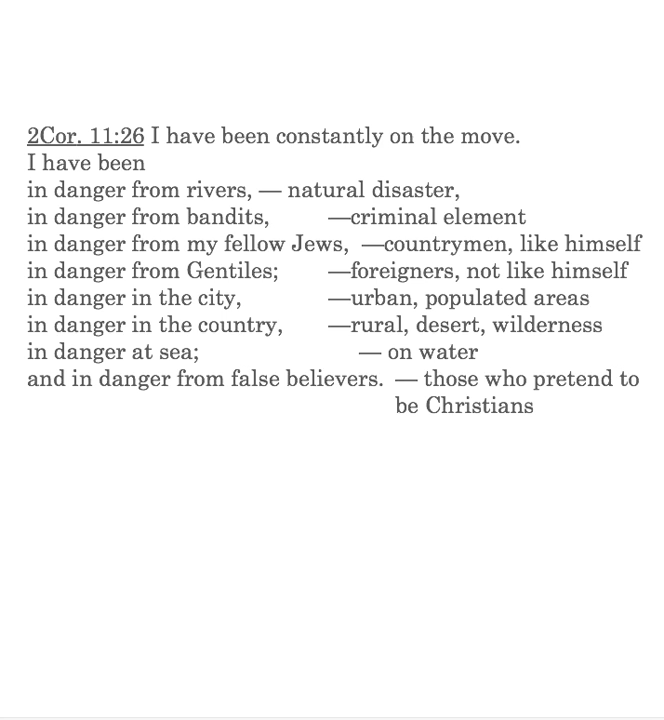 2Cor. 11:26 I have been constantly on the move.
I have been
in danger from rivers, — natural disaster,
in danger from bandits, —criminal element
in danger from my fellow Jews, —countrymen, like himself
in danger from Gentiles; —foreigners, not like himself
in danger in the city, —urban, populated areas
in danger in the country, —rural, desert, wilderness
in danger at sea; — on water
and in danger from false believers. — those who pretend to
be Christians